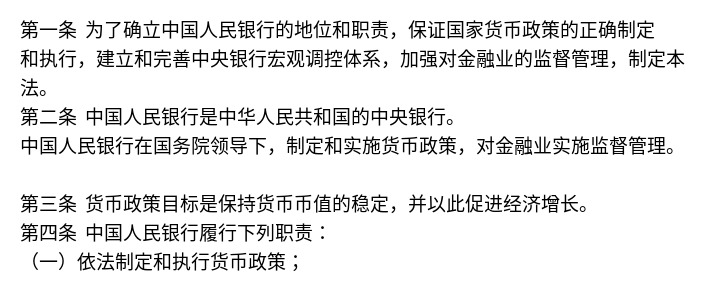 第一条 为了确立中国人民银行的地位和职责，保证国家货币政策的正确制定
和执行，建立和完善中央银行宏观调控体系，加强对金融业的监督管理，制定本
法。
第二条 中国人民银行是中华人民共和国的中央银行。
中国人民银行在国务院领导下，制定和实施货币政策，对金融业实施监督管理。
第三条 货币政策目标是保持货币币值的稳定，并以此促进经济增长。
第四条 中国人民银行履行下列职责：
（一）依法制定和执行货币政策；